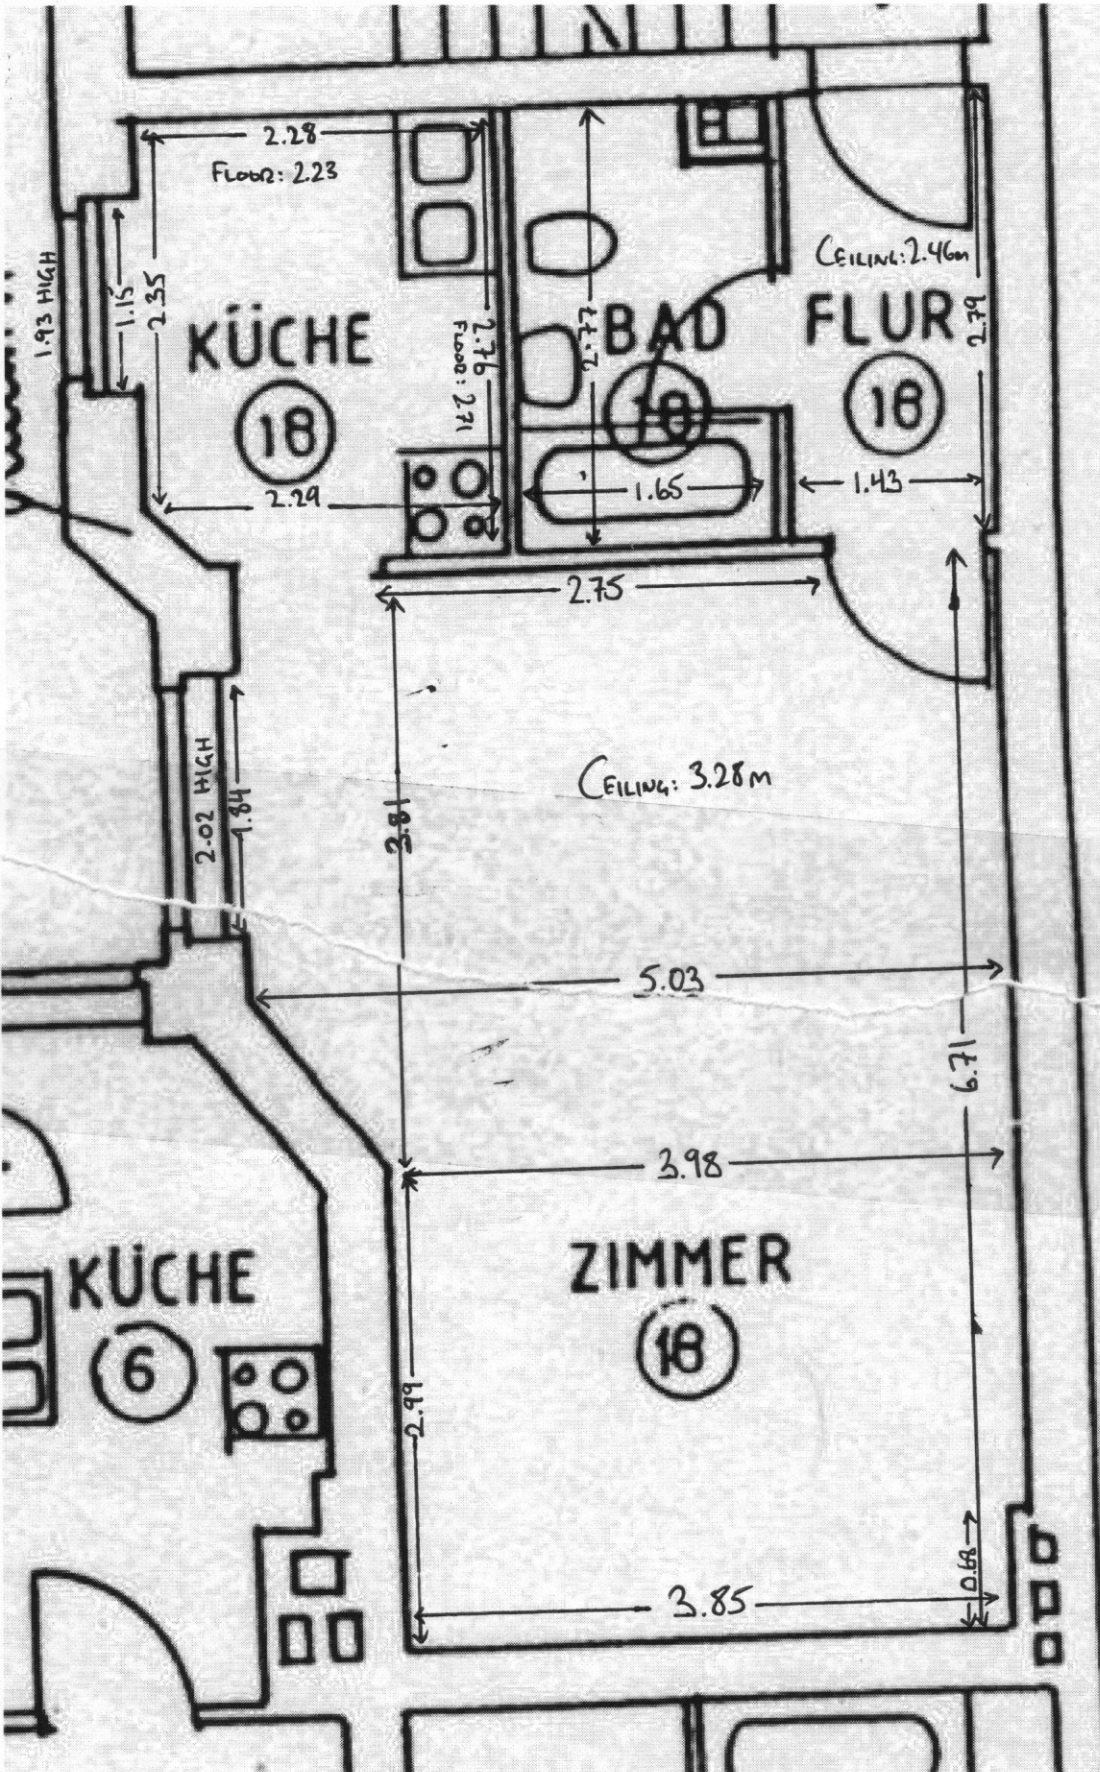 2.28
FLOOR: 2.23
1.93 HIGH
1.15
2.35
KÜCHE
18
2.76
FLOOR: 2.71
2.29
2.77
BAD
18
1.65
CEILING: 2.46m
FLUR
18
2.79
1.43
2.75
2.02 HIGH
1.84
3.81
CEILING: 3.28m
5.03
6.71
3.98
KÜCHE
6
ZIMMER
18
2.99
3.85
0.68